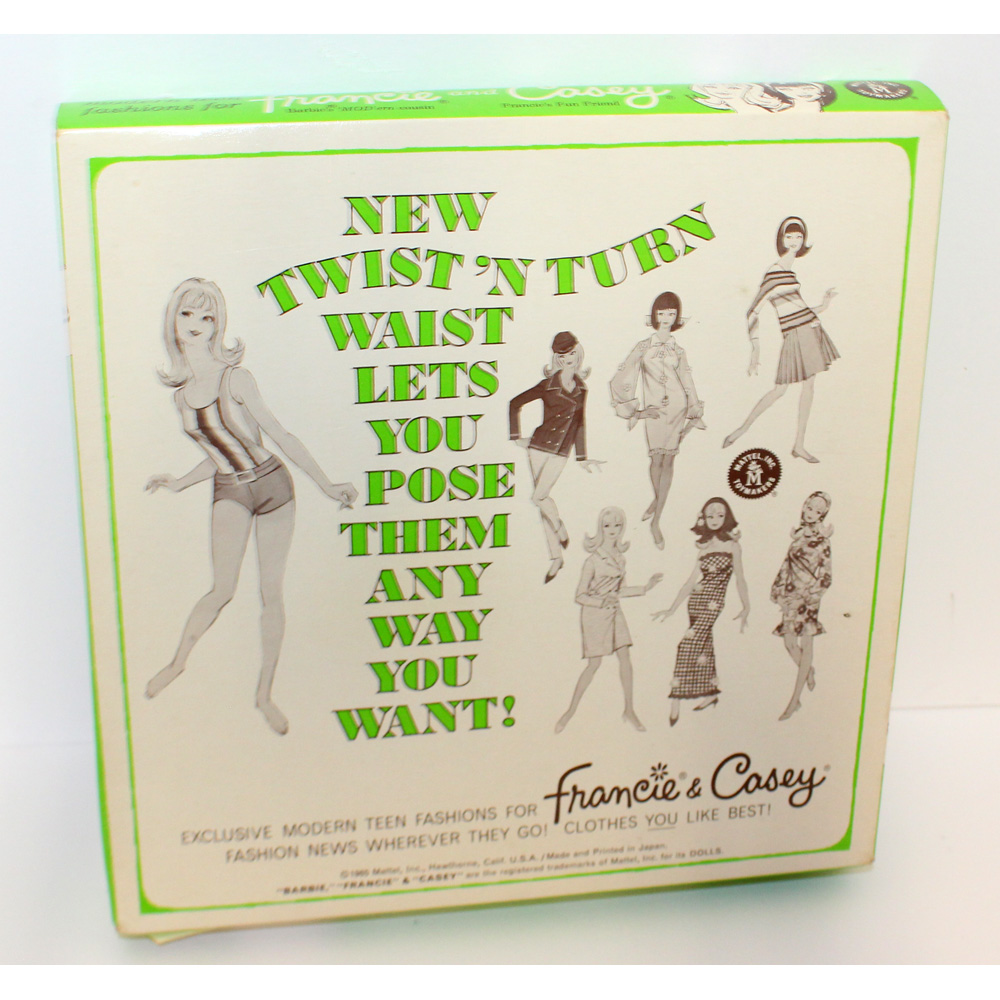 fashions for Francie and Casey
Barbie's MOD'ern cousin
Francie's Fun Friend
NEW
TWIST 'N TURN
WAIST
LETS
YOU
POSE
THEM
ANY
WAY
YOU
WANT!
MATTEL, INC.
M
TOYMAKERS
EXCLUSIVE MODERN TEEN FASHIONS FOR Francie® & Casey®
FASHION NEWS WHEREVER THEY GO! CLOTHES YOU LIKE BEST!
©1965 Mattel, Inc., Hawthorne, Calif. U.S.A. / Made and Printed in Japan.
"BARBIE," "FRANCIE" & "CASEY" are the registered trademarks of Mattel, Inc. for its DOLLS.